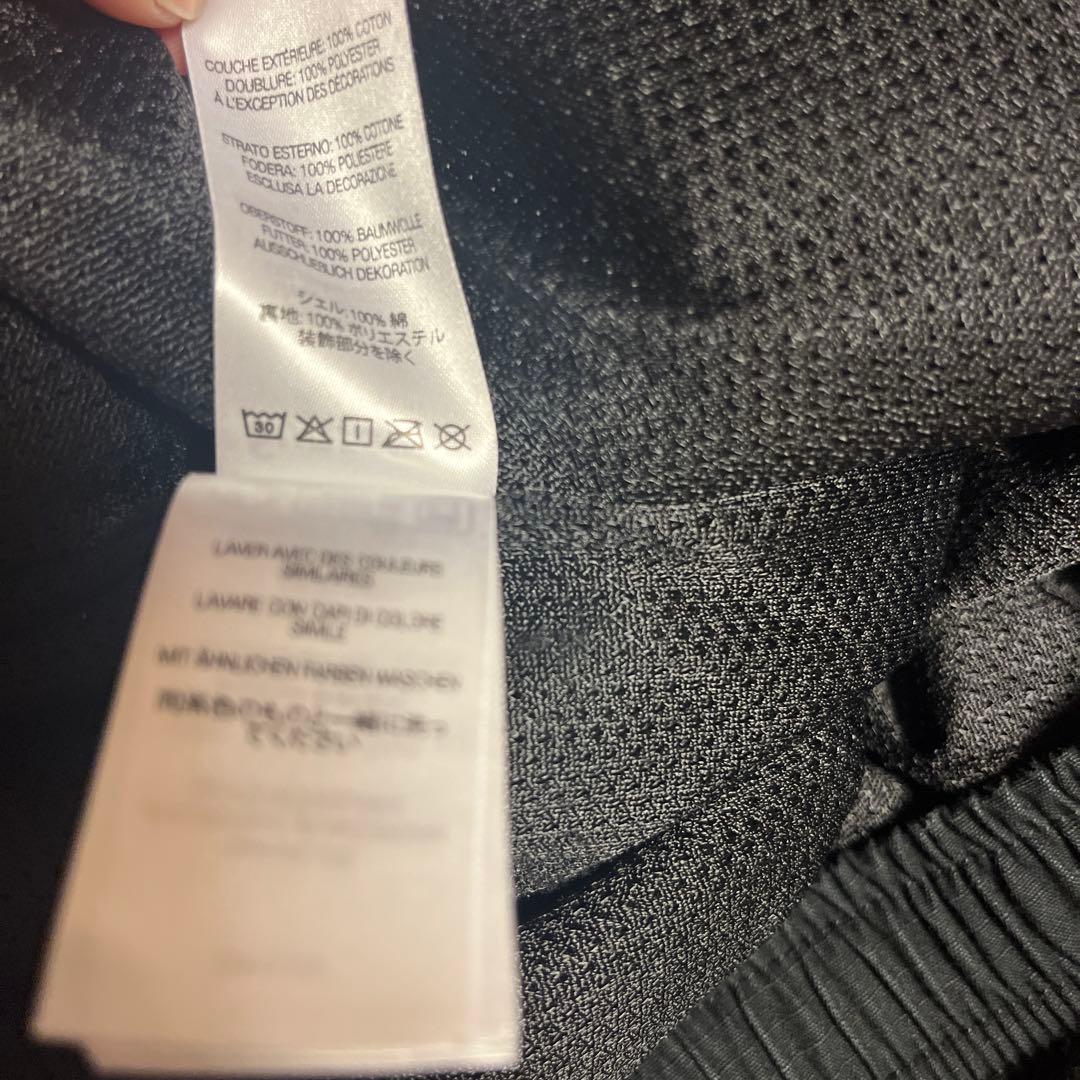 COUCHE EXTÉRIEURE: 100% COTON
DOUBLURE: 100% POLYESTER
À L'EXCEPTION DES DÉCORATIONS
STRATO ESTERNO: 100% COTONE
FODERA: 100% POLIESTERE
ESCLUSA LA DECORAZIONE
OBERSTOFF: 100% BAUMWOLLE
FUTTER: 100% POLYESTER
AUSSCHLIEßLICH DEKORATION
シェル: 100% 綿
裏地: 100% ポリエステル
装飾部分を除く
30
LAVER AVEC DES COULEURS
SIMILAIRES
LAVARE CON CAPI DI COLORE
SIMILE
MIT ÄHNLICHEN FARBEN WASCHEN
同系色のものと一緒に洗っ
てください